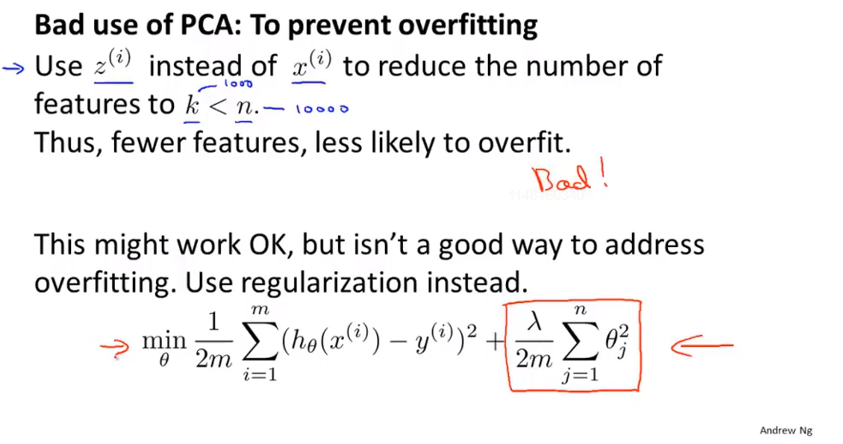 Bad use of PCA: To prevent overfitting
→ Use z^{(i)} instead of x^{(i)} to reduce the number of
1000
features to k < n. — 10000
Thus, fewer features, less likely to overfit.
Bad!
This might work OK, but isn’t a good way to address
overfitting. Use regularization instead.
→ \min_{\theta} \frac{1}{2m} \sum_{i=1}^{m} (h_\theta(x^{(i)}) - y^{(i)})^2 + \frac{\lambda}{2m} \sum_{j=1}^{n} \theta_j^2 ←
Andrew Ng